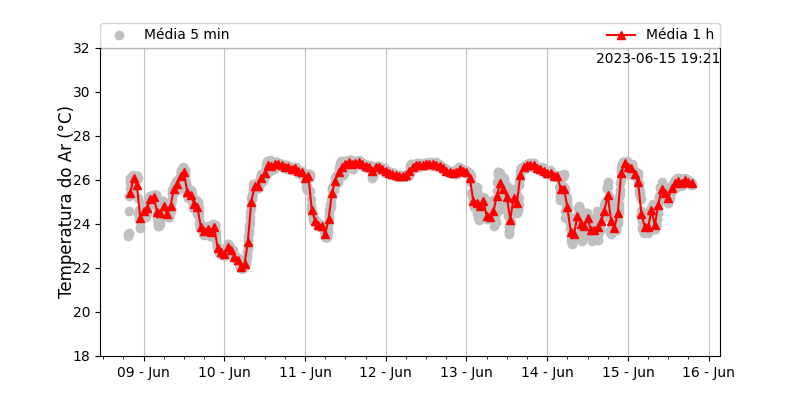 Média 5 min
Média 1 h
2023-06-15 19:21
Temperatura do Ar (°C)
32
30
28
26
24
22
20
18
09 - Jun
10 - Jun
11 - Jun
12 - Jun
13 - Jun
14 - Jun
15 - Jun
16 - Jun